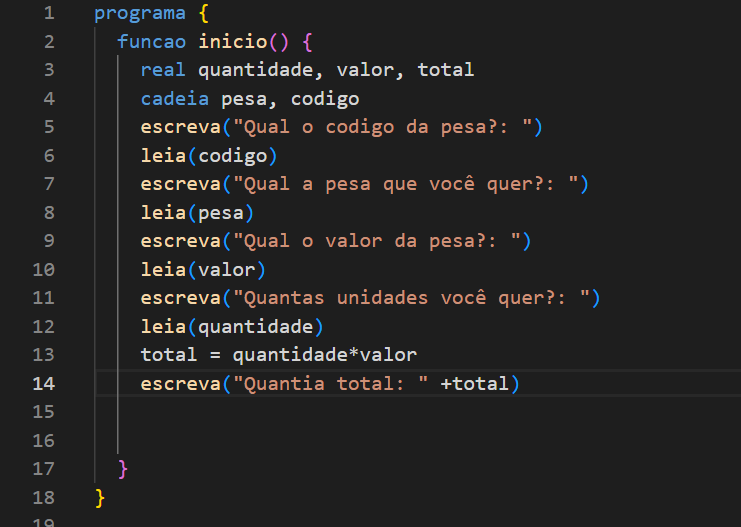 1 programa {
2 funcao inicio() {
3 real quantidade, valor, total
4 cadeia pesa, codigo
5 escreva("Qual o codigo da pesa?: ")
6 leia(codigo)
7 escreva("Qual a pesa que você quer?: ")
8 leia(pesa)
9 escreva("Qual o valor da pesa?: ")
10 leia(valor)
11 escreva("Quantas unidades você quer?: ")
12 leia(quantidade)
13 total = quantidade*valor
14 escreva("Quantia total: " +total)
15
16
17 }
18 }
19